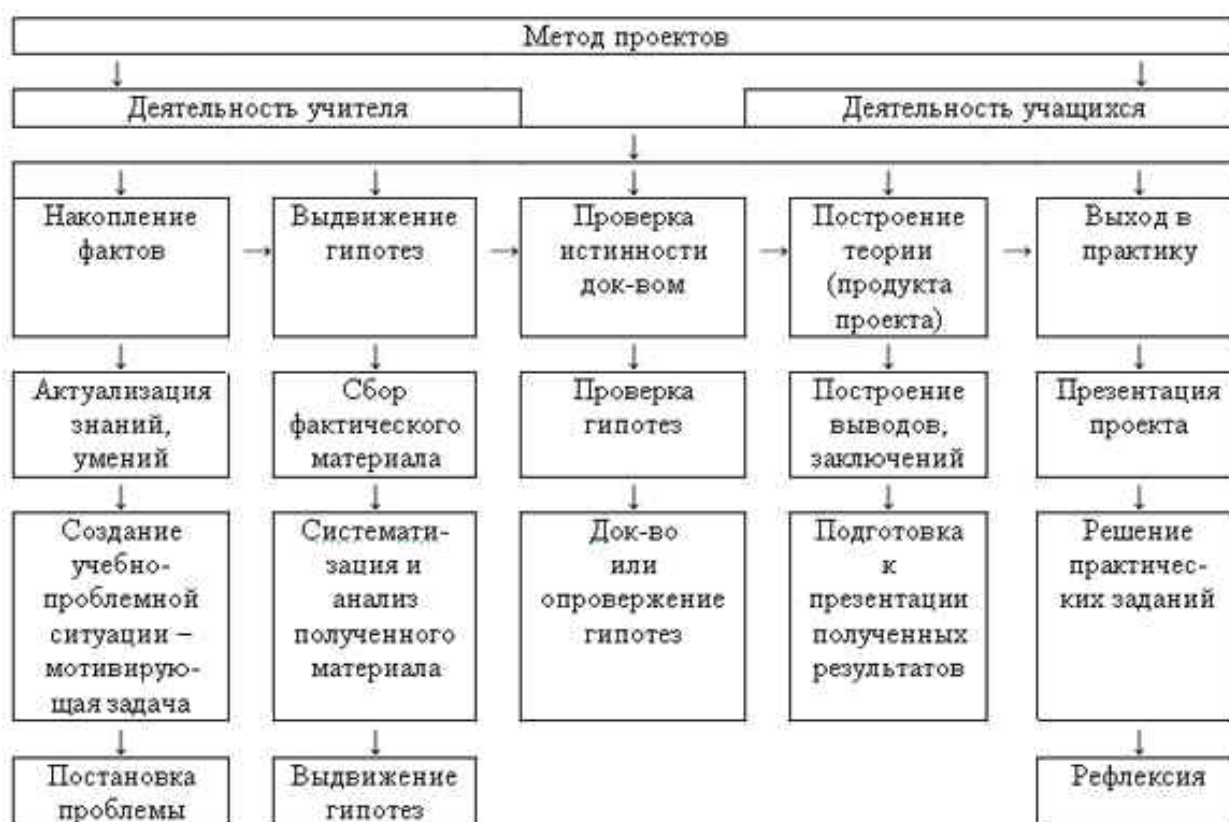 Метод проектов
↓ ↓
Деятельность учителя
Деятельность учащихся
↓
↓ ↓ ↓ ↓ ↓
Накопление
фактов
→
Выдвижение
гипотез
→
Проверка
истинности
док-вом
→
Построение
теории
(продукта
проекта)
→
Выход в
практику
↓ ↓ ↓ ↓ ↓
Актуализация
знаний,
умений
Сбор
фактического
материала
Проверка
гипотез
Построение
выводов,
заключений
Презентация
проекта
↓ ↓ ↓ ↓ ↓
Создание
учебно-
проблемной
ситуации –
мотивирую-
щая задача
Системати-
зация и
анализ
полученного
материала
Док-во
или
опровержение
гипотез
Подготовка
к
презентации
полученных
результатов
Решение
практичес-
ких заданий
↓ ↓ ↓
Постановка
проблемы
Выдвижение
гипотез
Рефлексия